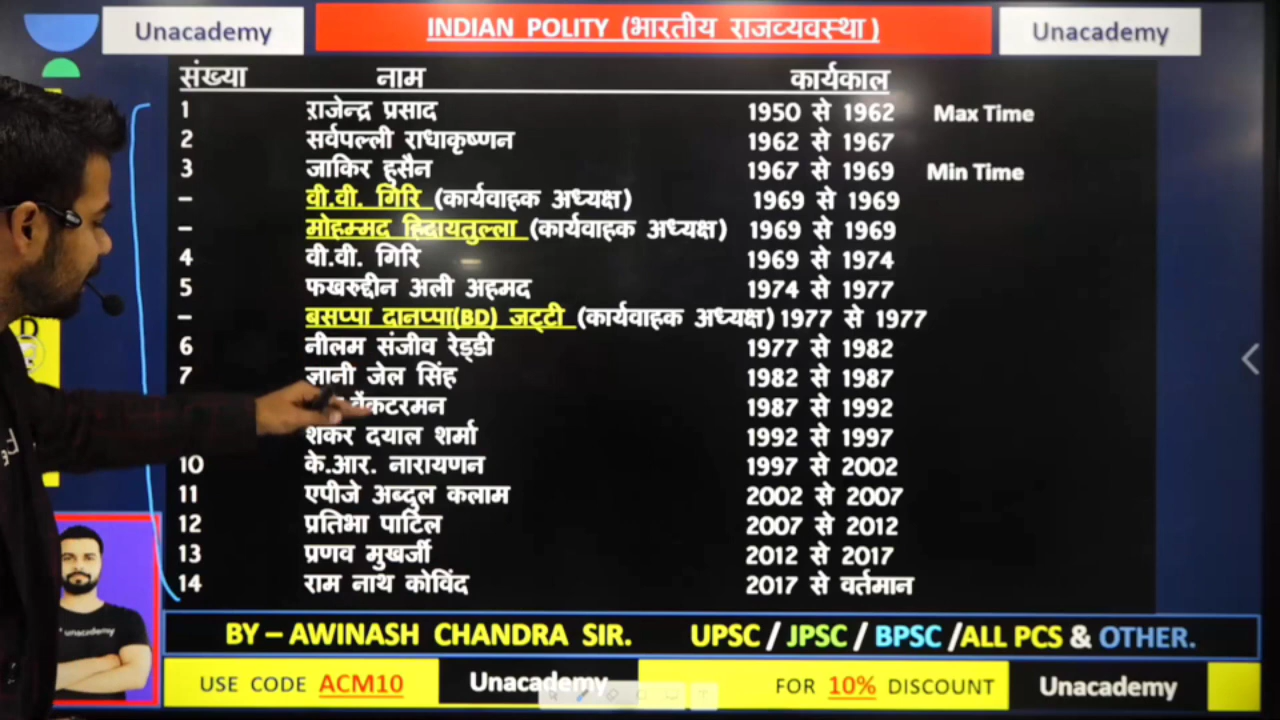 Unacademy INDIAN POLITY (भारतीय राजव्यवस्था) Unacademy
संख्या नाम कार्यकाल
1 राजेन्द्र प्रसाद 1950 से 1962 Max Time
2 सर्वपल्ली राधाकृष्णन 1962 से 1967
3 जाकिर हुसैन 1967 से 1969 Min Time
– वी.वी. गिरि (कार्यवाहक अध्यक्ष) 1969 से 1969
– मोहम्मद हिदायतुल्ला (कार्यवाहक अध्यक्ष) 1969 से 1969
4 वी.वी. गिरि 1969 से 1974
5 फखरुद्दीन अली अहमद 1974 से 1977
– बसप्पा दानप्पा(BD) जट्टी (कार्यवाहक अध्यक्ष) 1977 से 1977
6 नीलम संजीव रेड्डी 1977 से 1982
7 ज्ञानी जेल सिंह 1982 से 1987
वेंकटरमन 1987 से 1992
शंकर दयाल शर्मा 1992 से 1997
10 के.आर. नारायणन 1997 से 2002
11 एपीजे अब्दुल कलाम 2002 से 2007
12 प्रतिभा पाटिल 2007 से 2012
13 प्रणव मुखर्जी 2012 से 2017
14 राम नाथ कोविंद 2017 से वर्तमान
unacademy
BY – AWINASH CHANDRA SIR. UPSC / JPSC / BPSC /ALL PCS & OTHER.
USE CODE ACM10 Unacademy FOR 10% DISCOUNT Unacademy